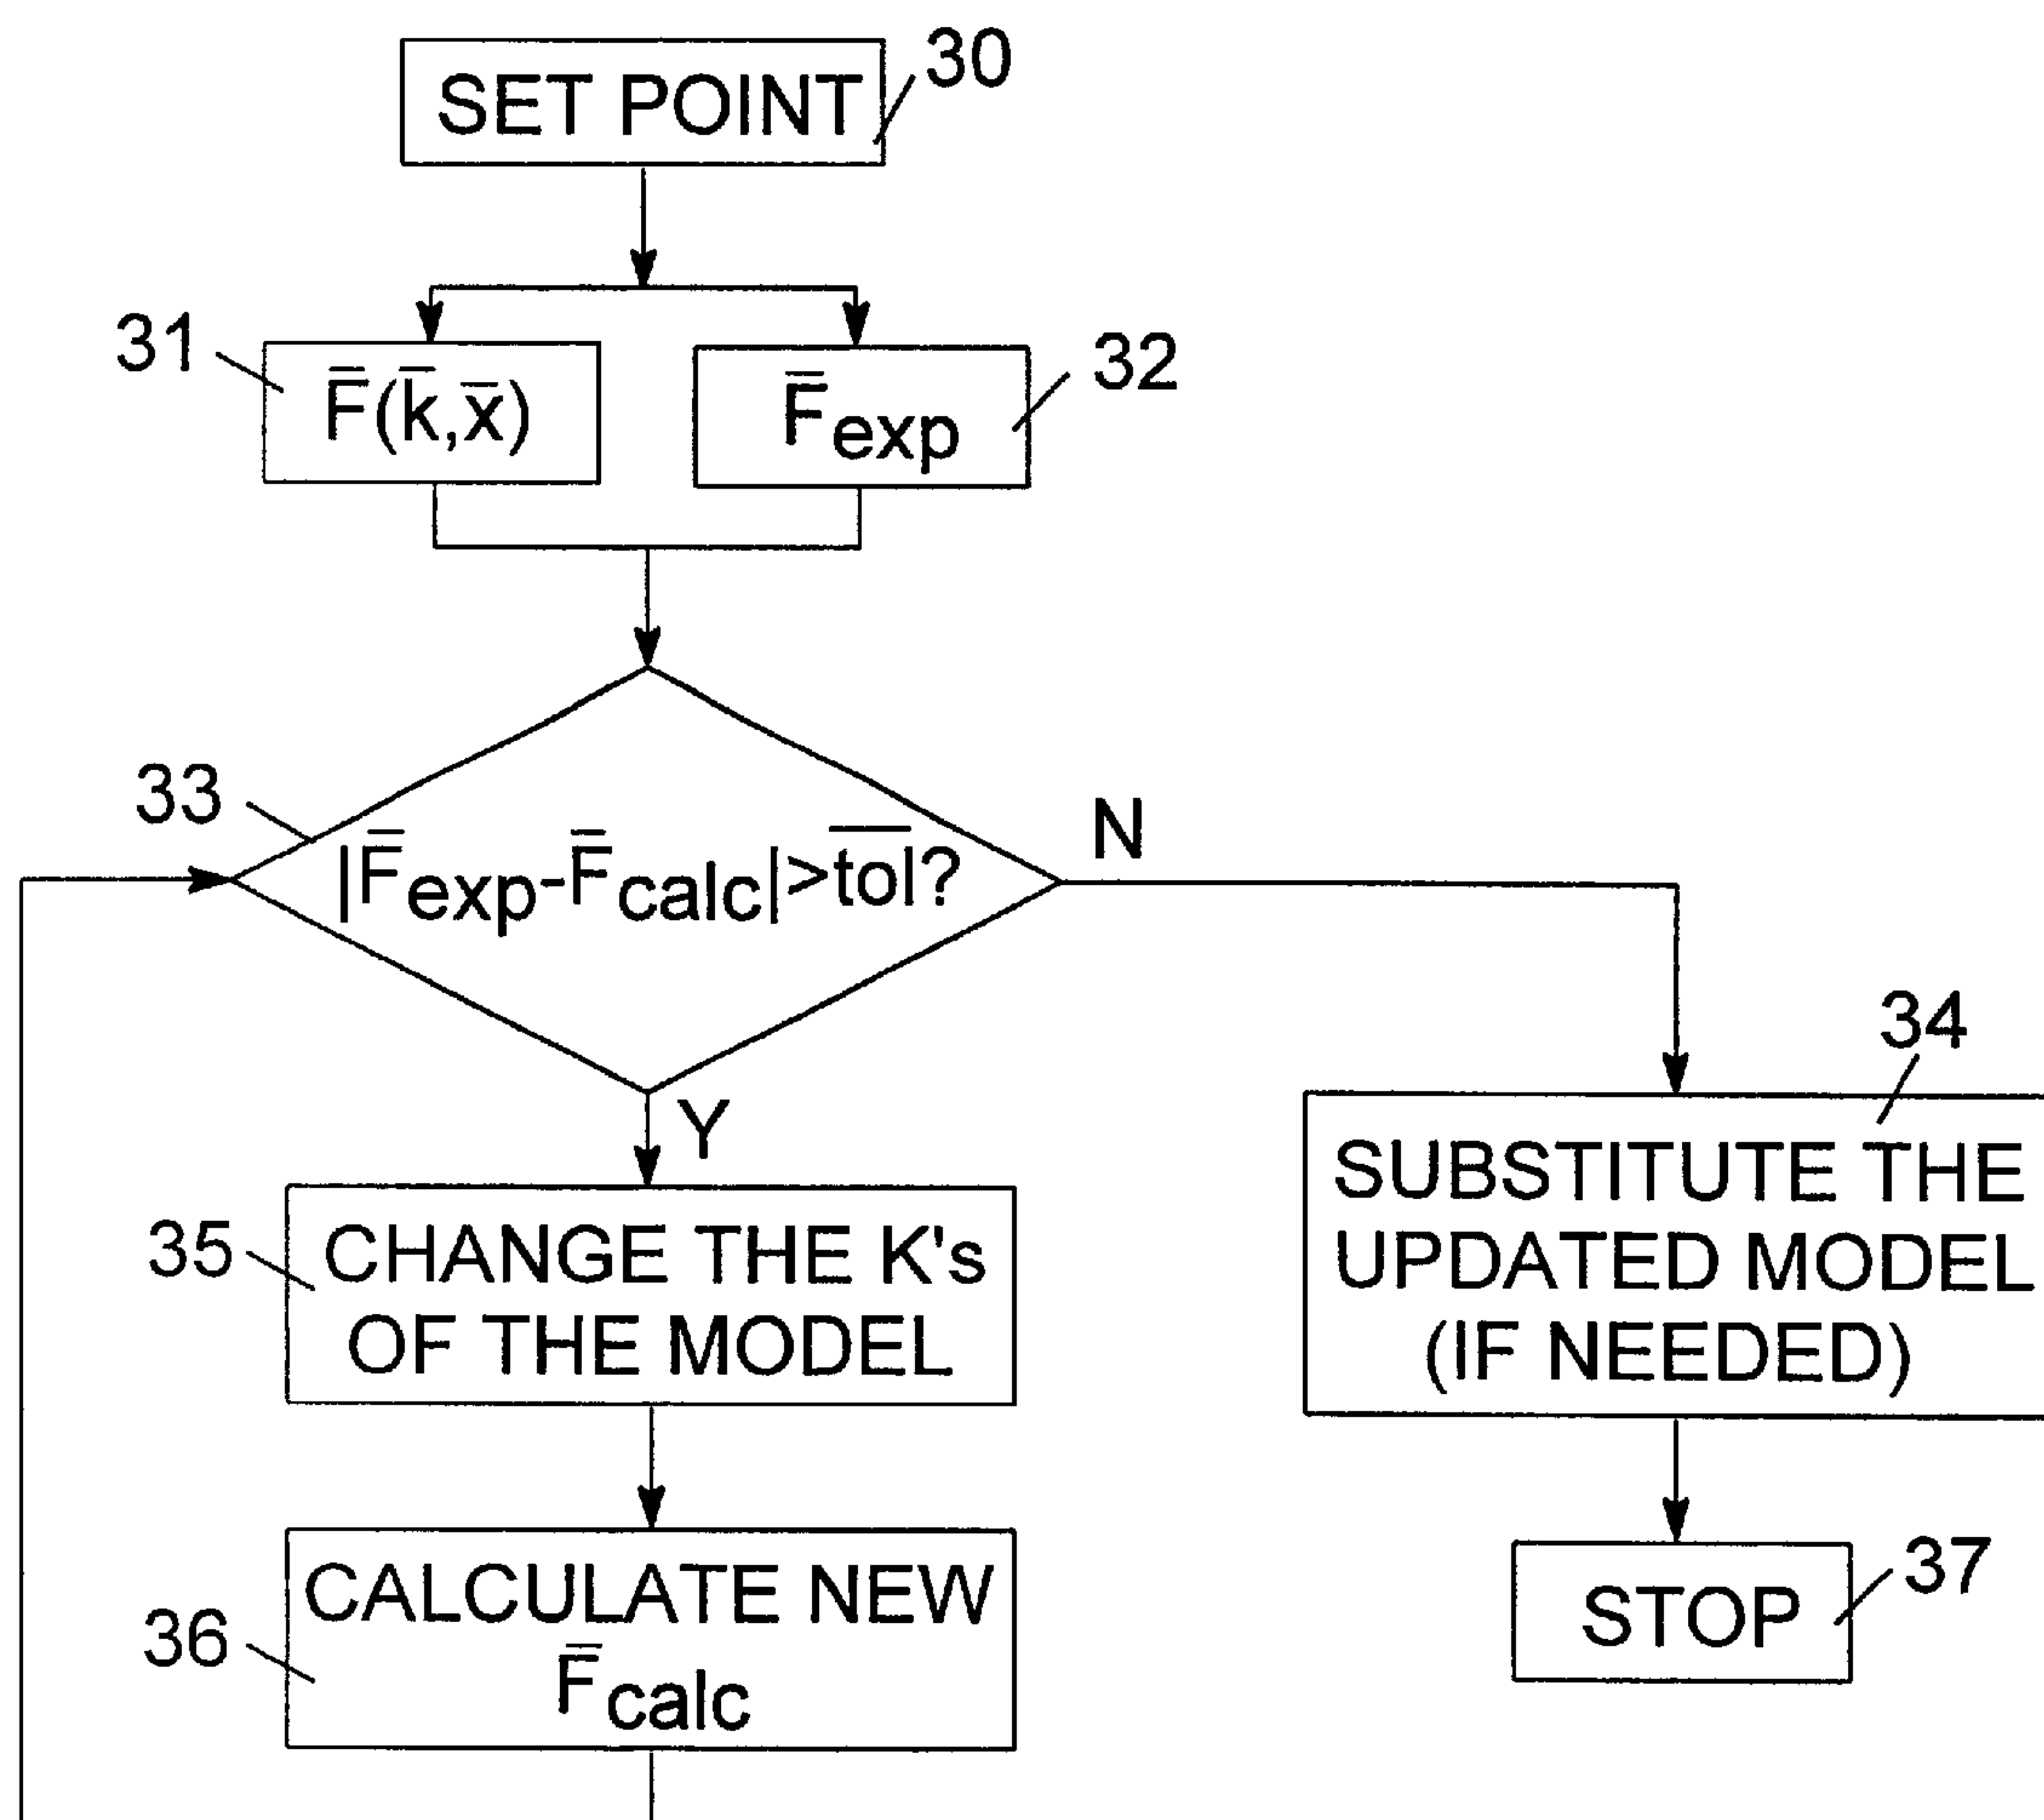 SET POINT
30
31
F̄(k̄,x̄)
F̄exp
32
33
|F̄exp-F̄calc|>t̅o̅l̅?
N
Y
34
SUBSTITUTE THE
UPDATED MODEL
(IF NEEDED)
35
CHANGE THE K's
OF THE MODEL
36
CALCULATE NEW
F̄calc
STOP
37